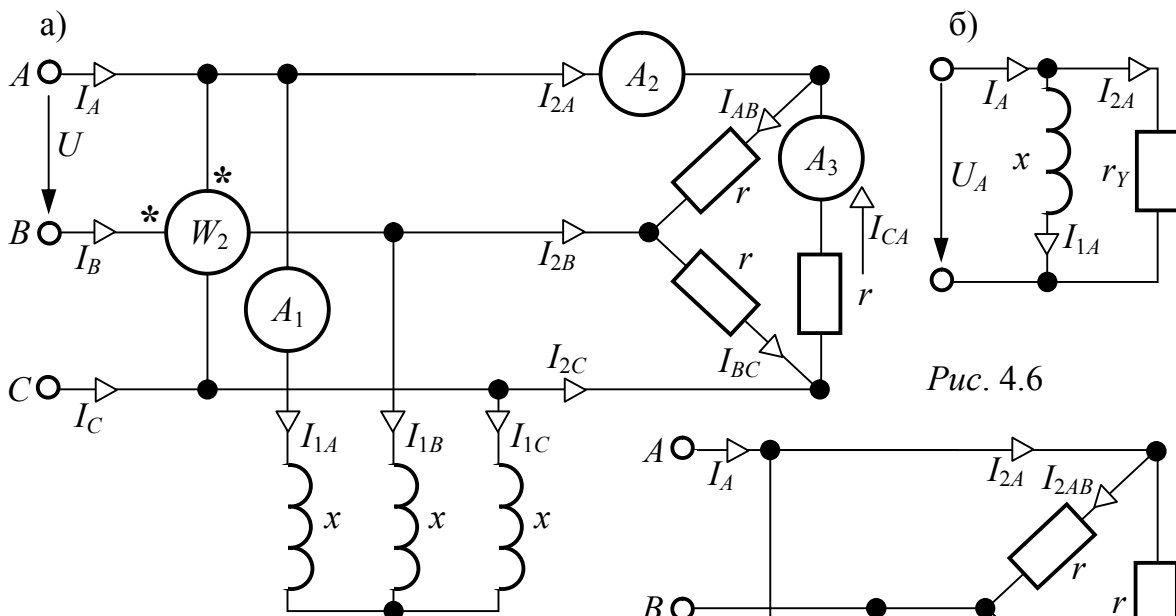 а)
б)
A
I_A
I_2A
A_2
I_AB
A_3
r
I_CA
U
*
*
W_2
B
I_B
I_2B
r
r
A_1
I_BC
C
I_C
I_2C
I_1A
I_1B
I_1C
x
x
x
I_A
I_2A
U_A
x
r_Y
I_1A
Рис. 4.6
A
I_A
I_2A
I_2AB
r
r
B